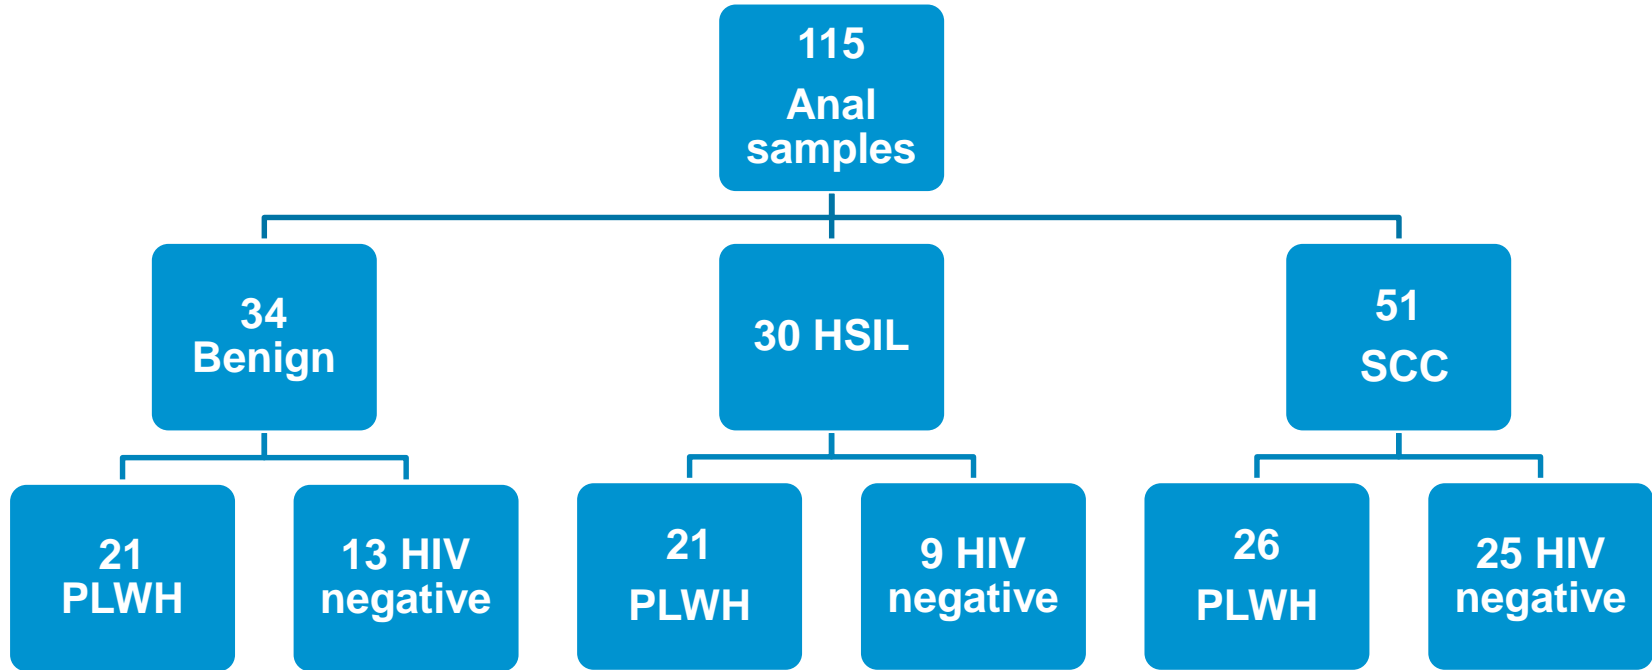 115
Anal
samples
34
Benign
30 HSIL
51
SCC
21
PLWH
13 HIV
negative
21
PLWH
9 HIV
negative
26
PLWH
25 HIV
negative